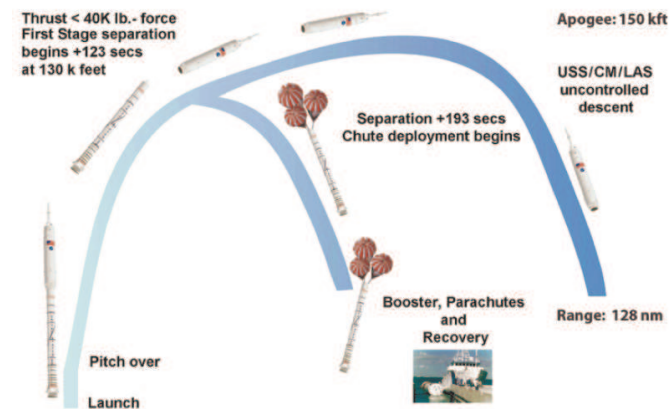 Thrust < 40K lb.- force
First Stage separation
begins +123 secs
at 130 k feet
Apogee: 150 kft
USS/CM/LAS
uncontrolled
descent
Separation +193 secs
Chute deployment begins
Booster, Parachutes
and
Recovery
Range: 128 nm
Pitch over
Launch